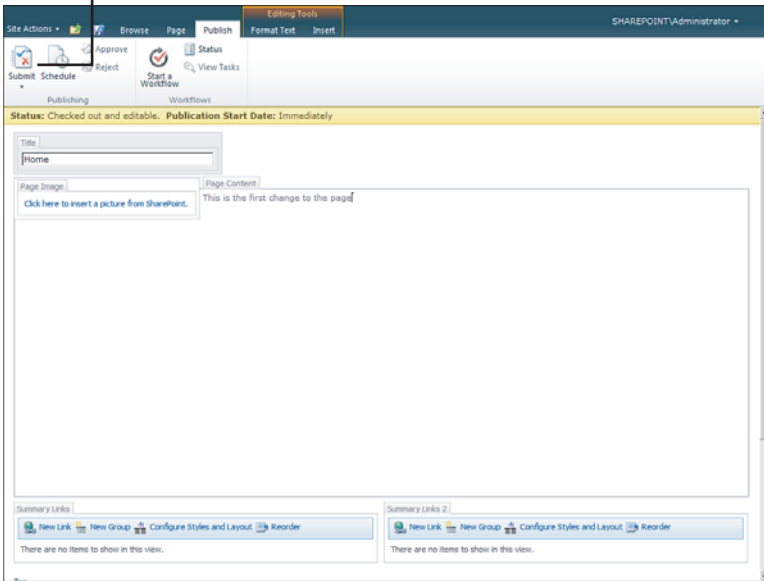 Editing Tools
Site Actions Browse Page Publish Format Text Insert SHAREPOINT\Administrator
Submit Schedule Approve Reject Start a Workflow Status View Tasks
Publishing Workflows
Status: Checked out and editable. Publication Start Date: Immediately
Title
Home
Page Image Page Content
Click here to insert a picture from SharePoint. This is the first change to the page
Summary Links Summary Links 2
New Link New Group Configure Styles and Layout Reorder New Link New Group Configure Styles and Layout Reorder
There are no items to show in this view. There are no items to show in this view.